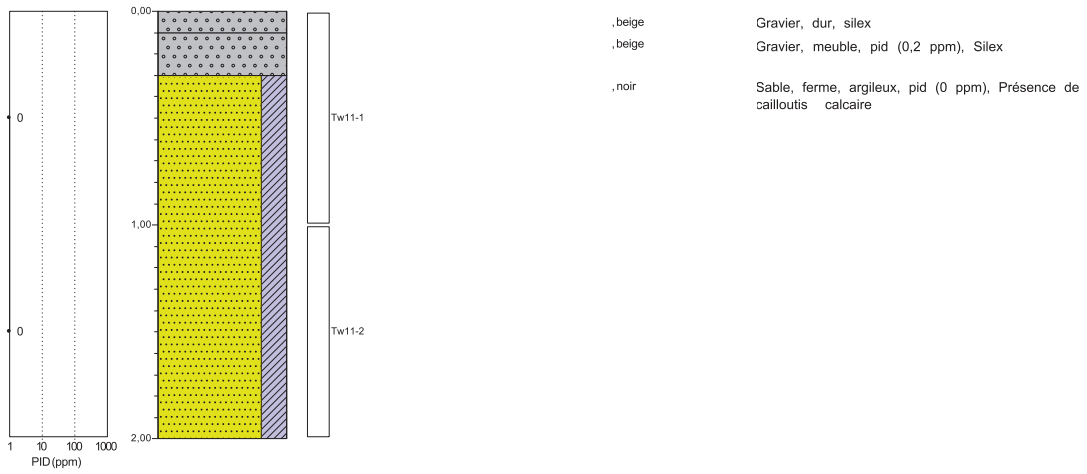 0,00
,beige
Gravier, dur, silex
,beige
Gravier, meuble, pid (0,2 ppm), Silex
,noir
Sable, ferme, argileux, pid (0 ppm), Présence de
cailloutis calcaire
0
Tw11-1
1,00
0
Tw11-2
2,00
1 10 100 1000
PID (ppm)